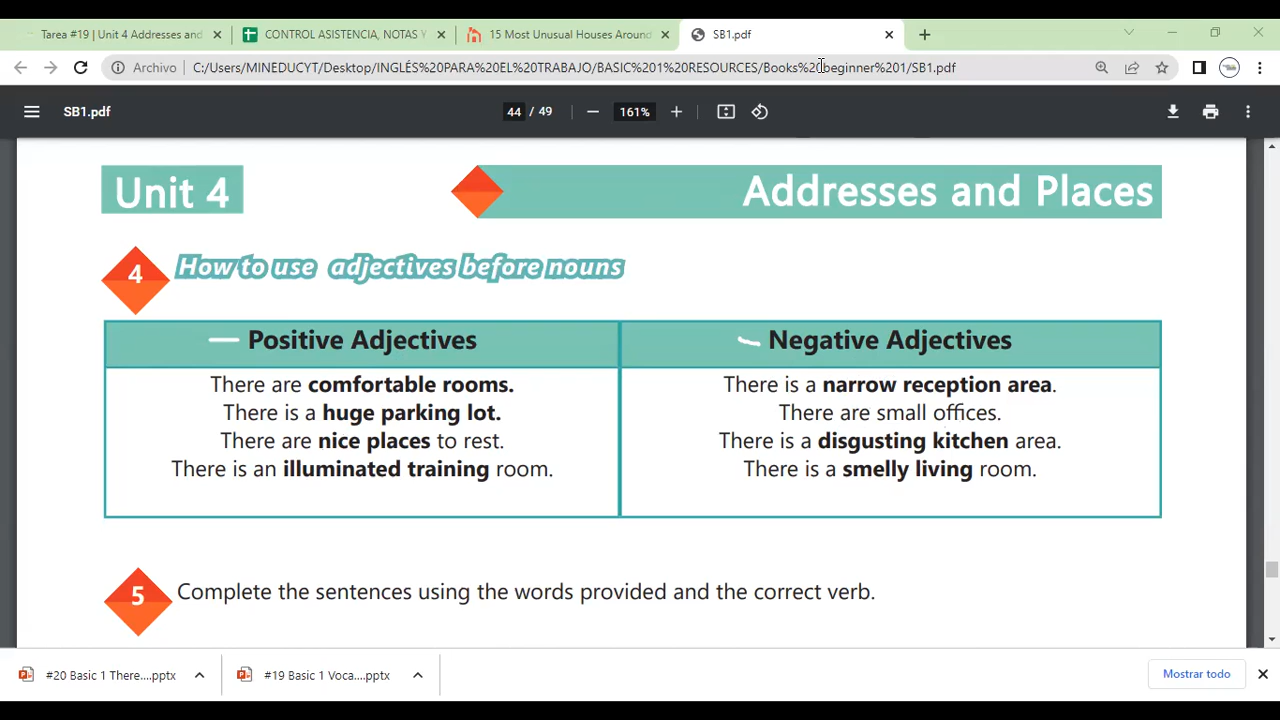 Tarea #19 | Unit 4 Addresses and
CONTROL ASISTENCIA, NOTAS Y
15 Most Unusual Houses Around
SB1.pdf
Archivo C:/Users/MINEDUCYT/Desktop/INGLÉS%20PARA%20EL%20TRABAJO/BASIC%201%20RESOURCES/Books%20beginner%201/SB1.pdf
SB1.pdf
44 / 49
161%
Unit 4
Addresses and Places
4 How to use adjectives before nouns
Positive Adjectives
There are comfortable rooms.
There is a huge parking lot.
There are nice places to rest.
There is an illuminated training room.
Negative Adjectives
There is a narrow reception area.
There are small offices.
There is a disgusting kitchen area.
There is a smelly living room.
5 Complete the sentences using the words provided and the correct verb.
#20 Basic 1 There....pptx
#19 Basic 1 Voca....pptx
Mostrar todo